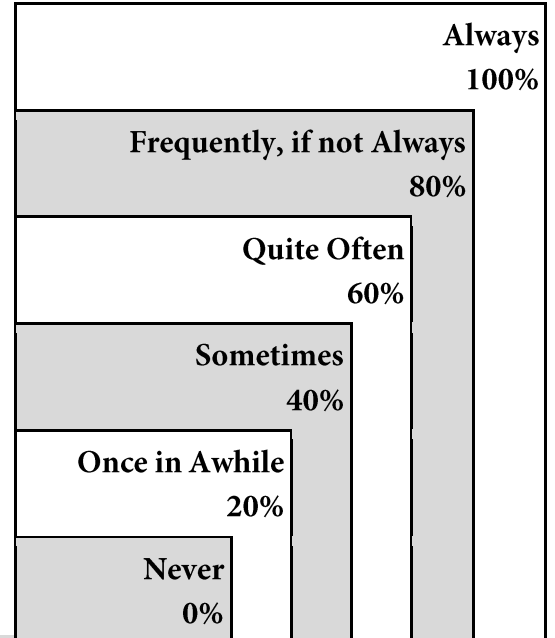 Always
100%
Frequently, if not Always
80%
Quite Often
60%
Sometimes
40%
Once in Awhile
20%
Never
0%